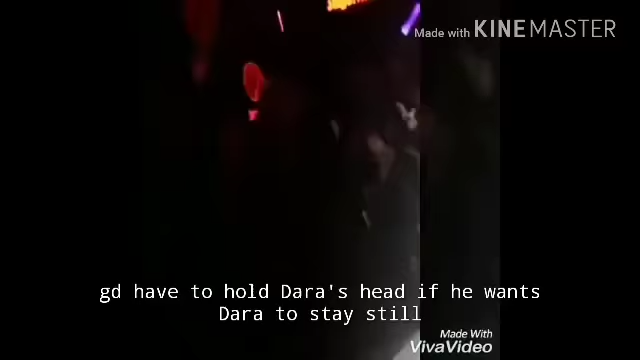 Made with KINEMASTER
gd have to hold Dara's head if he wants
Dara to stay still
Made With
VivaVideo